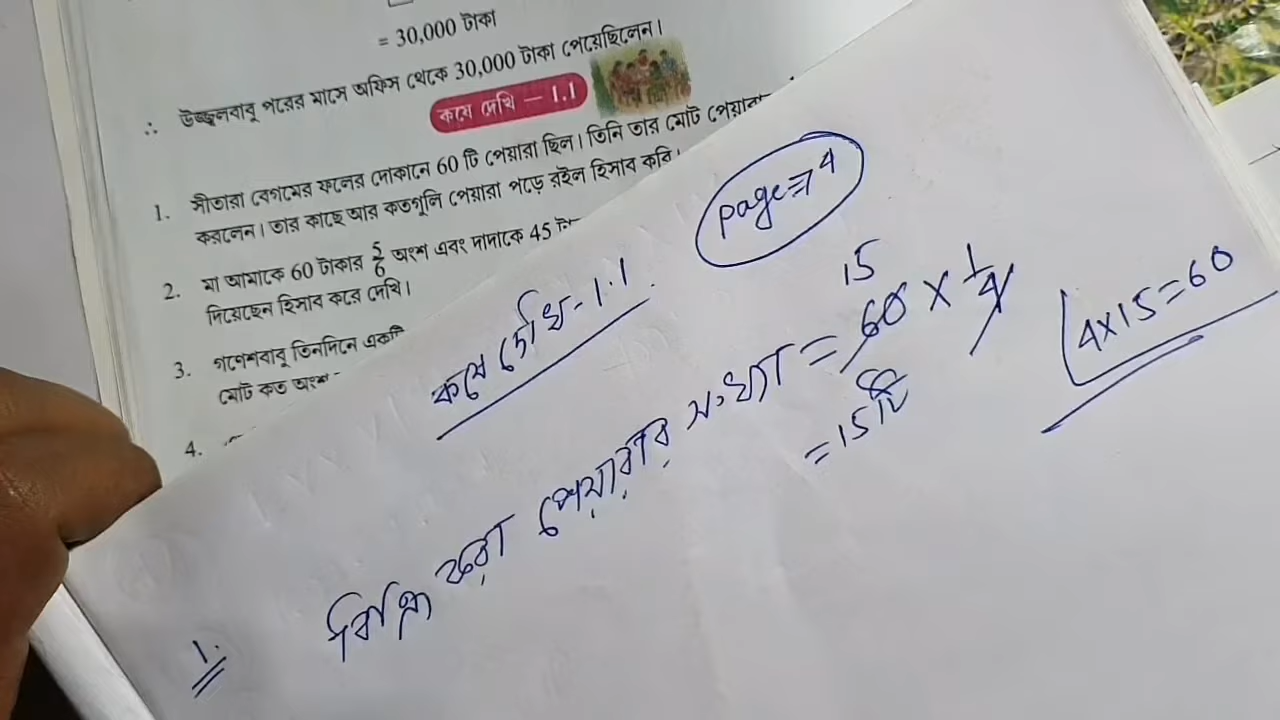 = 30,000 টাকা
∴ উজ্জ্বলবাবু পরের মাসে অফিস থেকে 30,000 টাকা পেয়েছিলেন।
কষে দেখি – 1.1
1. সীতারা বেগমের ফলের দোকানে 60 টি পেয়ারা ছিল। তিনি তার মোট পেয়ারার
করলেন। তার কাছে আর কতগুলি পেয়ারা পড়ে রইল হিসাব করি।
2. মা আমাকে 60 টাকার 5/6 অংশ এবং দাদাকে 45
দিয়েছেন হিসাব করে দেখি।
3. গণেশবাবু তিনদিনে একটি
মোট কত অংশ
4.
page ⇒ 4
কষে দেখি - 1.1
1. বিক্রি করা পেয়ারার সংখ্যা = 60 × 1/4
15
= 15 টি
4×15=60